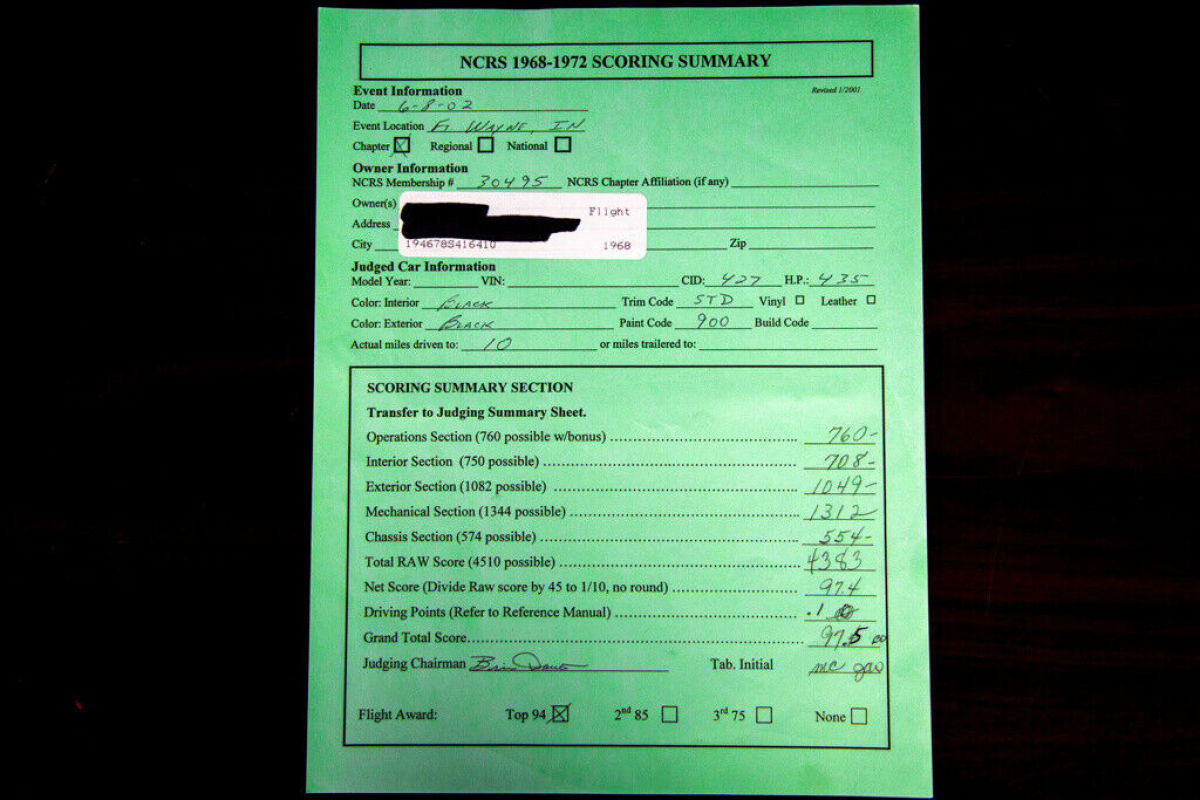 NCRS 1968-1972 SCORING SUMMARY
Event Information
Revised 1/2001
Date 6-8-02
Event Location Ft WAYNE, IN
Chapter Regional National
Owner Information
NCRS Membership # 30495 NCRS Chapter Affiliation (if any)
Owner(s) Flight
Address
City 194678S416410 1968 Zip
Judged Car Information
Model Year: VIN: CID: 427 H.P.: 435
Color: Interior BLACK Trim Code STD Vinyl Leather
Color: Exterior BLACK Paint Code 900 Build Code
Actual miles driven to: 10 or miles trailered to:
SCORING SUMMARY SECTION
Transfer to Judging Summary Sheet.
Operations Section (760 possible w/bonus) 760-
Interior Section (750 possible) 708-
Exterior Section (1082 possible) 1049-
Mechanical Section (1344 possible) 1312
Chassis Section (574 possible) 554-
Total RAW Score (4510 possible) 4383
Net Score (Divide Raw score by 45 to 1/10, no round) 97.4
Driving Points (Refer to Reference Manual) .1
Grand Total Score 97.5
Judging Chairman Tab. Initial
Flight Award: Top 94 2nd 85 3rd 75 None